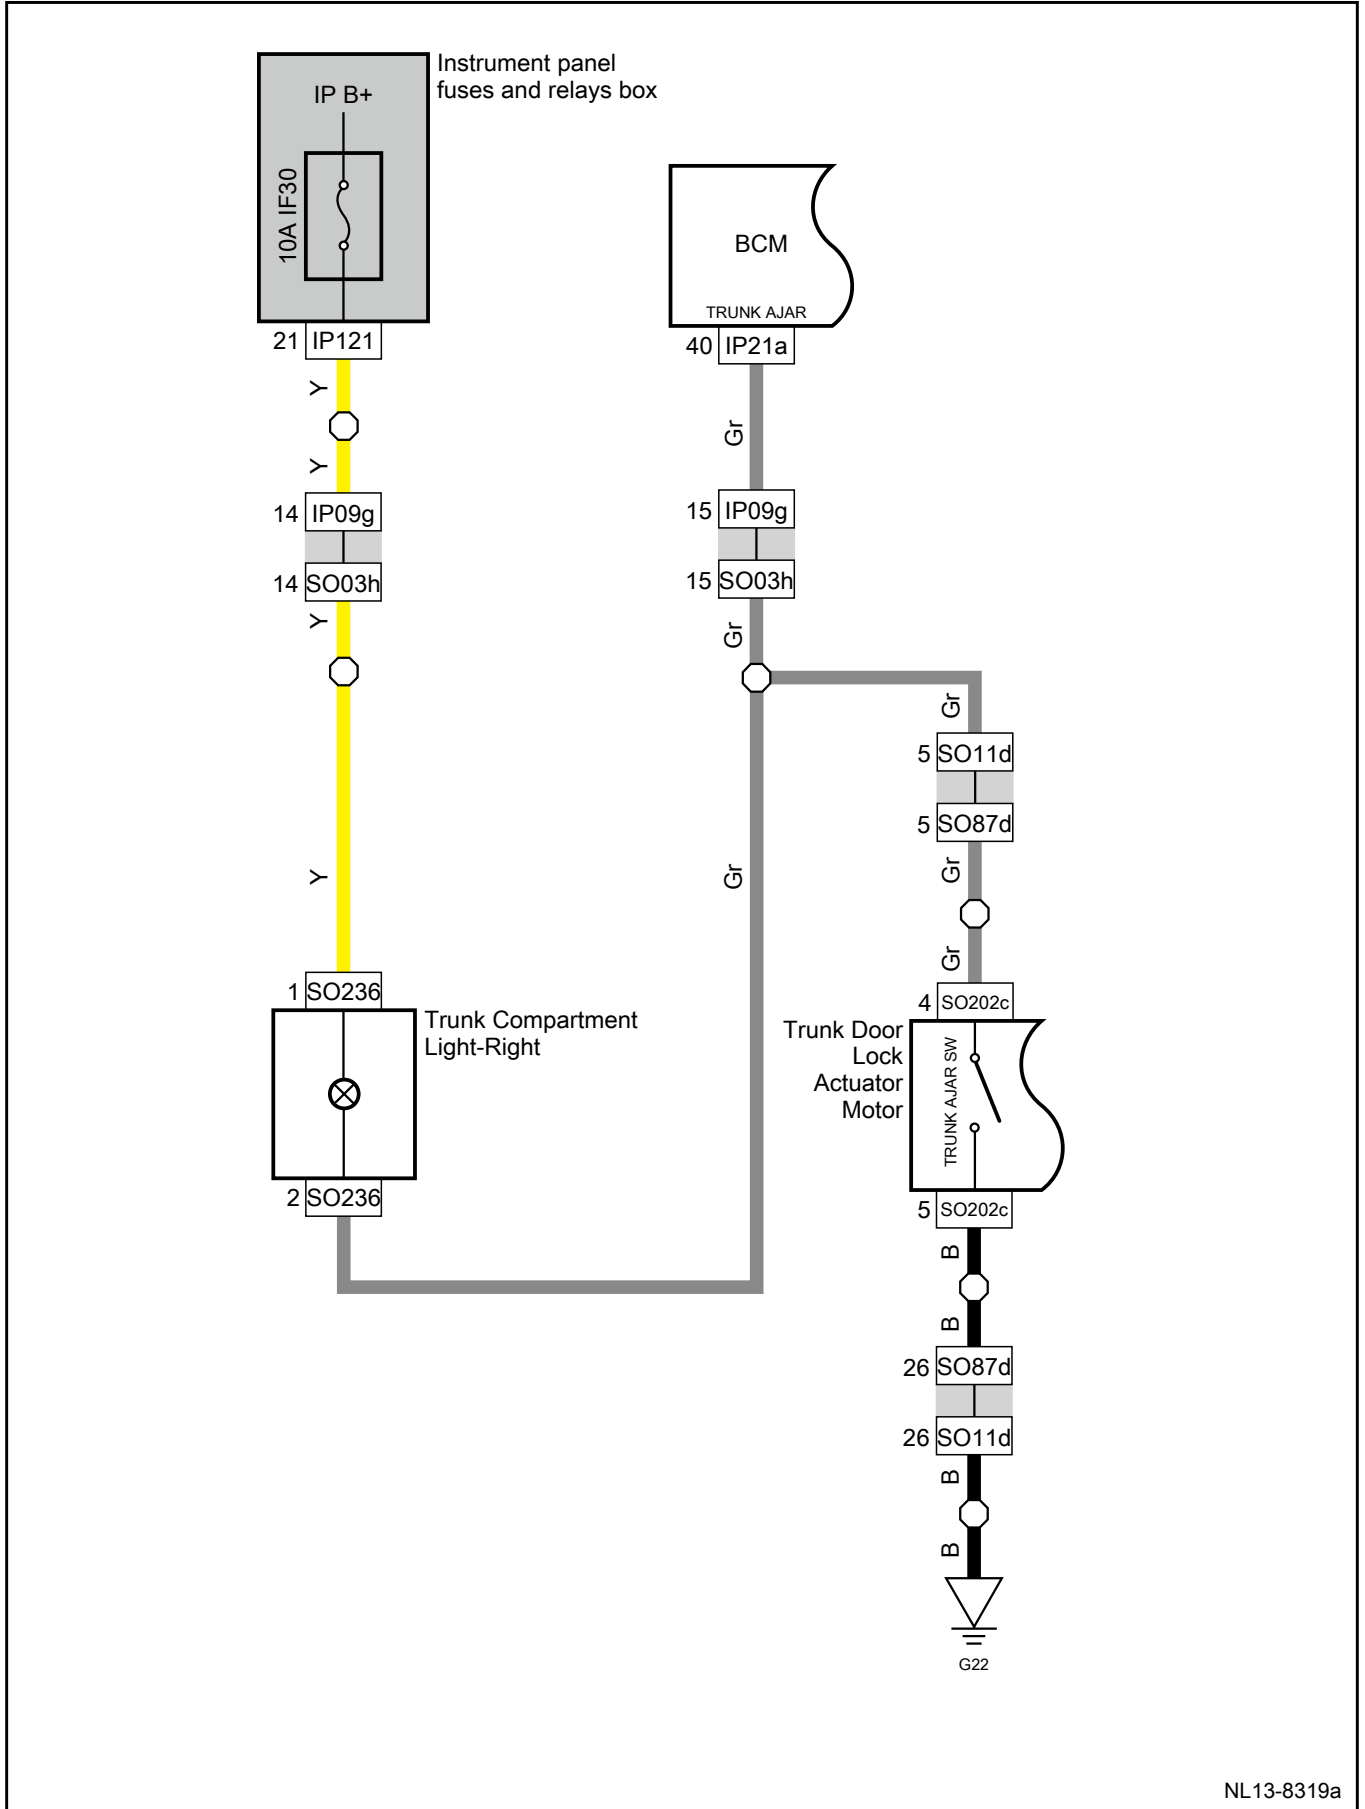 Instrument panel
fuses and relays box
IP B+
10A IF30
21 IP121
BCM
TRUNK AJAR
40 IP21a
Y
Y
14 IP09g
14 SO03h
Y
Y
Gr
15 IP09g
15 SO03h
Gr
Gr
Gr
5 SO11d
5 SO87d
Gr
Gr
1 SO236
Trunk Compartment
Light-Right
2 SO236
4 SO202c
Trunk Door
Lock
Actuator
Motor
TRUNK AJAR SW
5 SO202c
B
B
26 SO87d
26 SO11d
B
B
G22
NL13-8319a